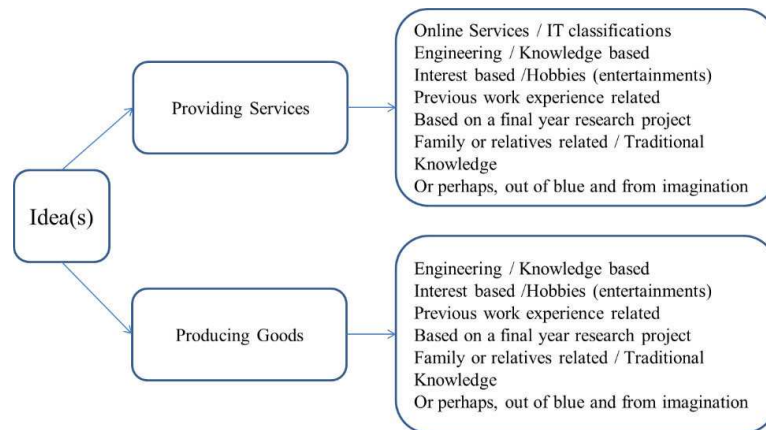 Idea(s)
Providing Services
Online Services / IT classifications
Engineering / Knowledge based
Interest based /Hobbies (entertainments)
Previous work experience related
Based on a final year research project
Family or relatives related / Traditional
Knowledge
Or perhaps, out of blue and from imagination
Producing Goods
Engineering / Knowledge based
Interest based /Hobbies (entertainments)
Previous work experience related
Based on a final year research project
Family or relatives related / Traditional
Knowledge
Or perhaps, out of blue and from imagination